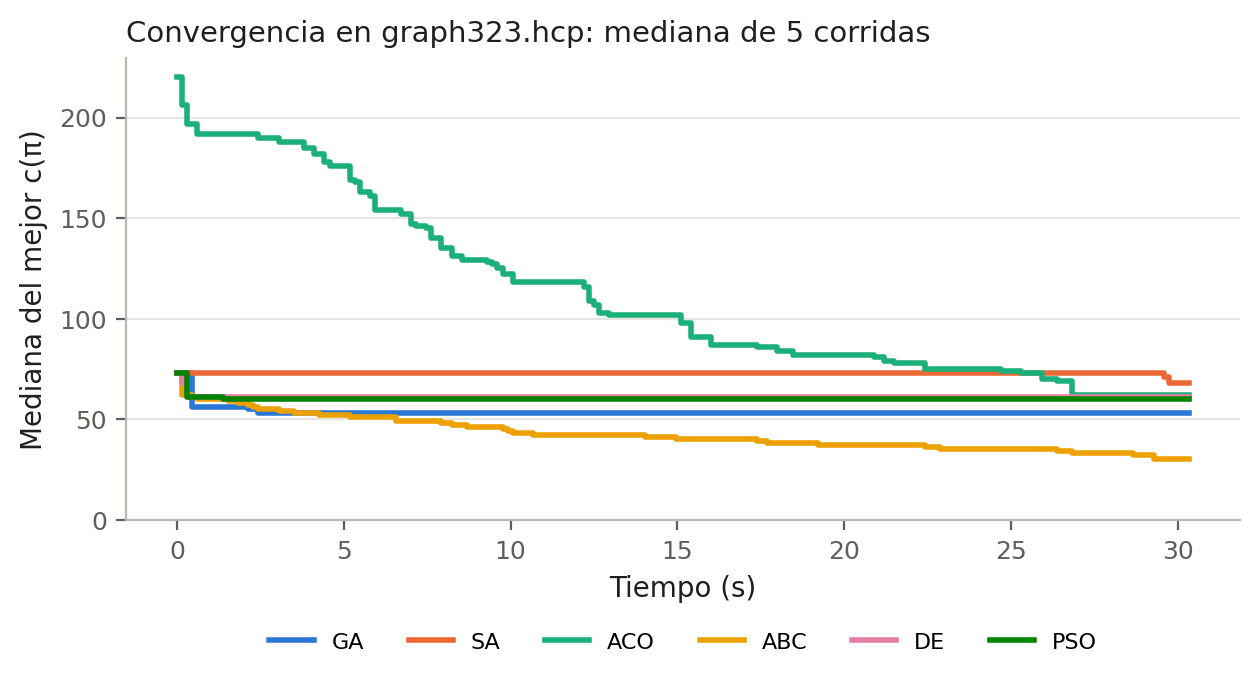 Convergencia en graph323.hcp: mediana de 5 corridas
Mediana del mejor c(π)
200
150
100
50
0
0 5 10 15 20 25 30
Tiempo (s)
GA SA ACO ABC DE PSO